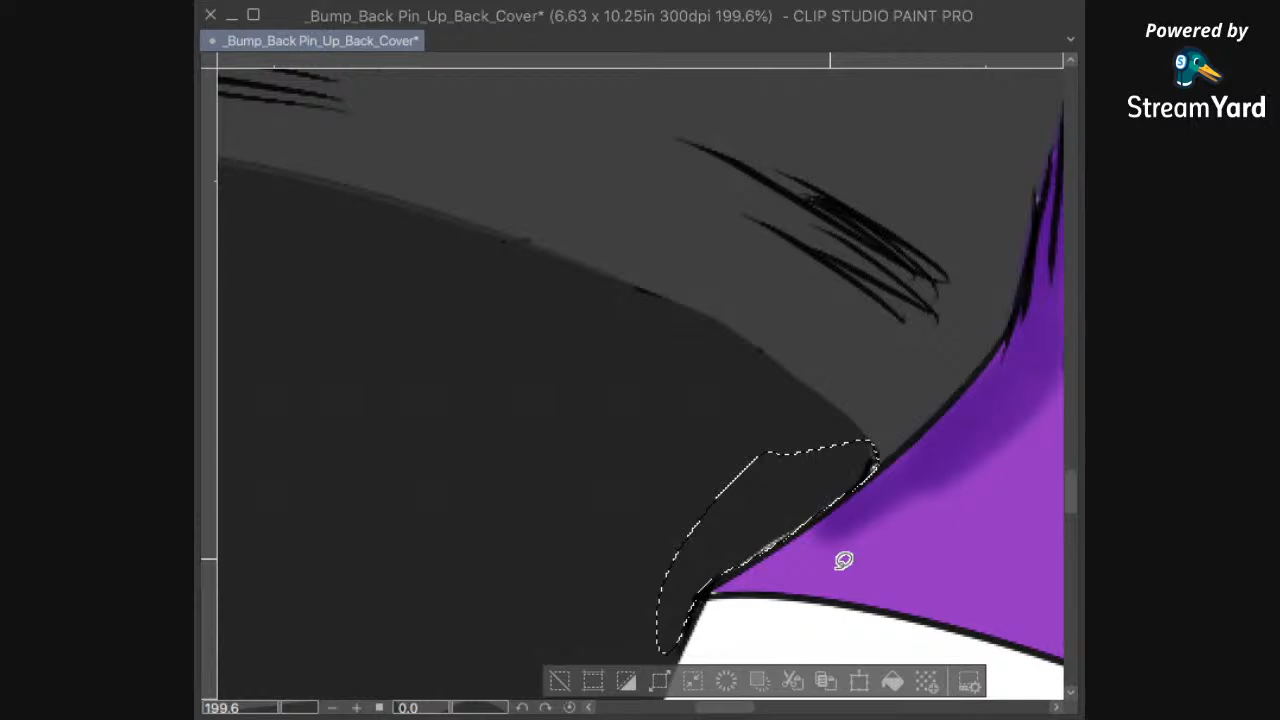 _Bump_Back Pin_Up_Back_Cover* (6.63 x 10.25in 300dpi 199.6%) - CLIP STUDIO PAINT PRO
_Bump_Back Pin_Up_Back_Cover*
Powered by
StreamYard
199.6
0.0